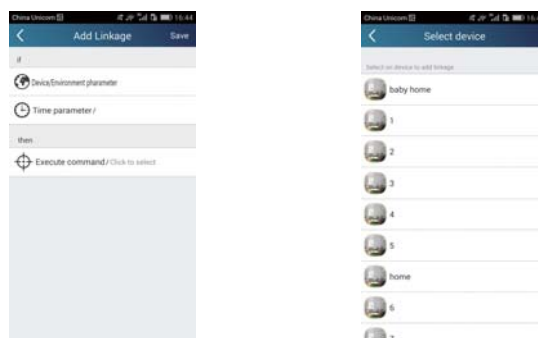 China Unicom 16:44
Add Linkage Save
if
Device/Environment pharameter
Time parameter /
then
Execute command / Click to select
China Unicom
Select device
Select on device to add linkage
baby home
1
2
3
4
5
home
6